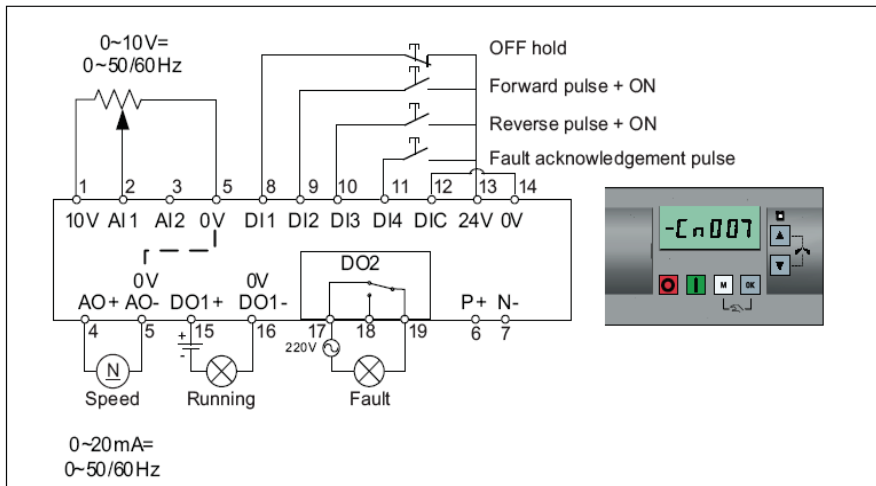 0~10V=
0~50/60Hz
OFF hold
Forward pulse + ON
Reverse pulse + ON
Fault acknowledgement pulse
1 2 3 5 8 9 10 11 12 13 14
10V AI1 AI2 0V DI1 DI2 DI3 DI4 DIC 24V 0V
-Cn007
M OK
0V 0V DO2
AO+ AO- DO1+ DO1- P+ N-
4 5 15 16 17 18 19 6 7
+
-
220V
N
Speed Running Fault
0~20mA=
0~50/60Hz